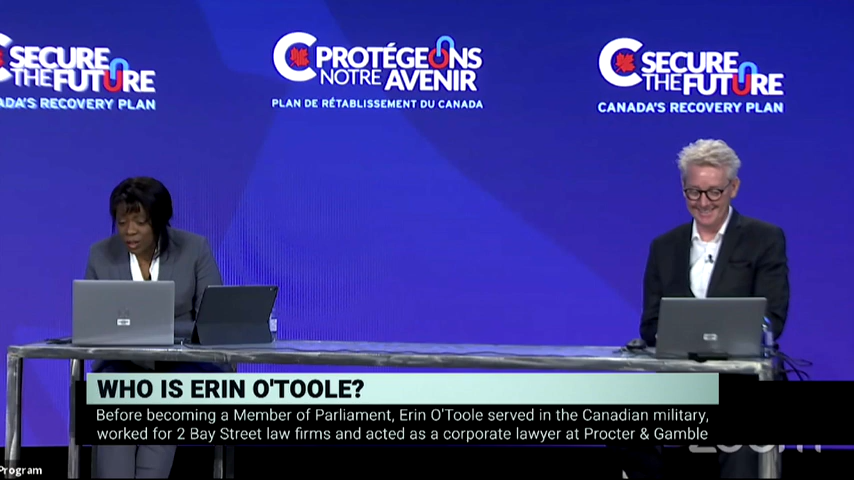 SECURE
THE FUTURE
CANADA'S RECOVERY PLAN
PROTÉGEONS
NOTRE AVENIR
PLAN DE RÉTABLISSEMENT DU CANADA
SECURE
THE FUTURE
CANADA'S RECOVERY PLAN
WHO IS ERIN O'TOOLE?
Before becoming a Member of Parliament, Erin O'Toole served in the Canadian military,
worked for 2 Bay Street law firms and acted as a corporate lawyer at Procter & Gamble
zoom
Program